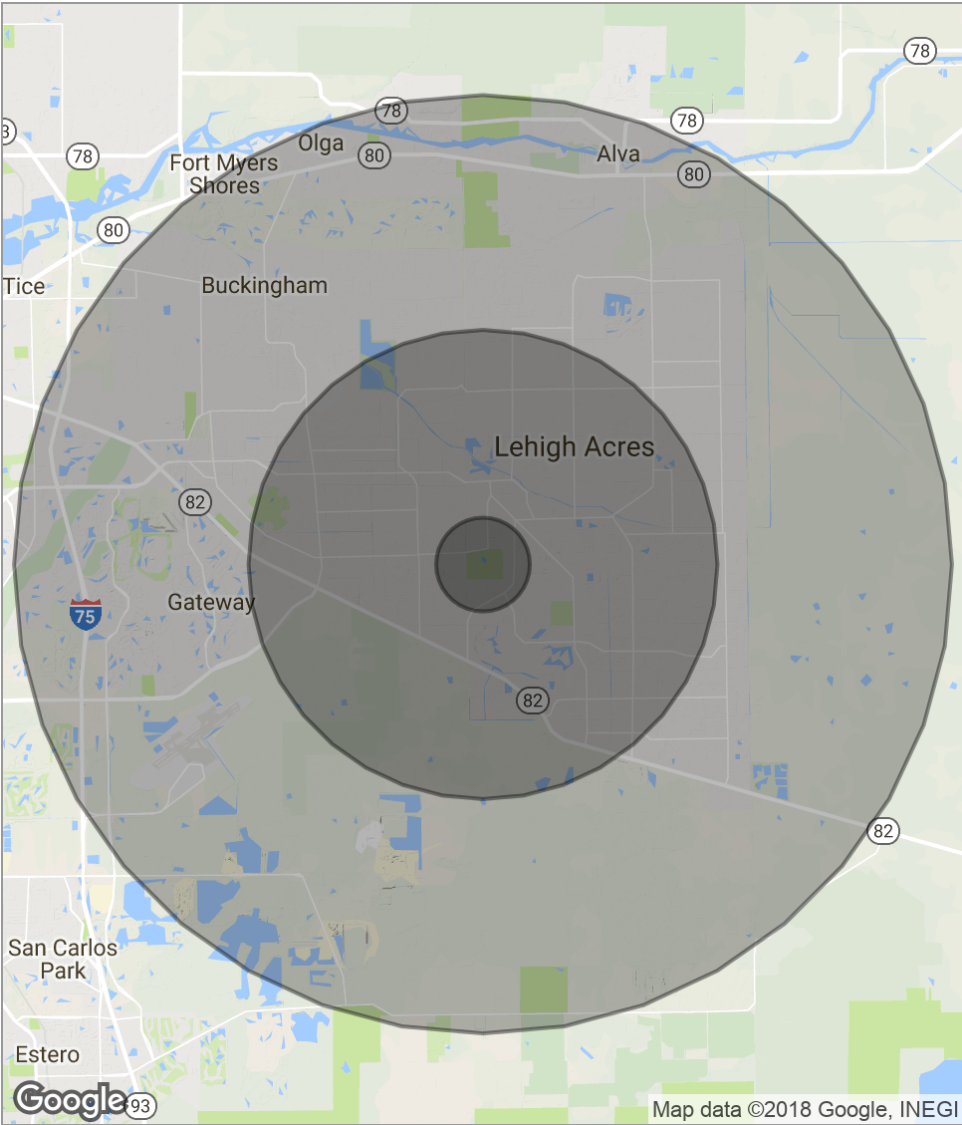 78
78
3
78
78
Olga
80
Alva
Fort Myers
Shores
80
80
Tice
Buckingham
Lehigh Acres
82
Gateway
75
82
82
San Carlos
Park
Estero
Google
93
Map data ©2018 Google, INEGI